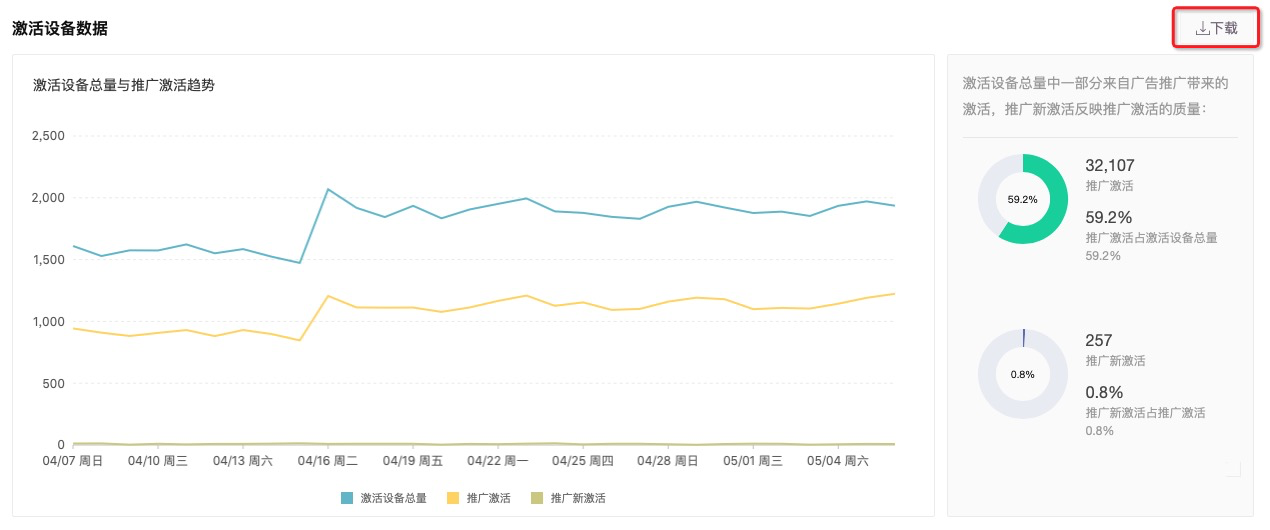 激活设备数据
下载
激活设备总量与推广激活趋势
2,500
2,000
1,500
1,000
500
0
04/07 周日
04/10 周三
04/13 周六
04/16 周二
04/19 周五
04/22 周一
04/25 周四
04/28 周日
05/01 周三
05/04 周六
激活设备总量
推广激活
推广新激活
激活设备总量中一部分来自广告推广带来的
激活，推广新激活反映推广激活的质量：
59.2%
32,107
推广激活
59.2%
推广激活占激活设备总量
59.2%
0.8%
257
推广新激活
0.8%
推广新激活占推广激活
0.8%